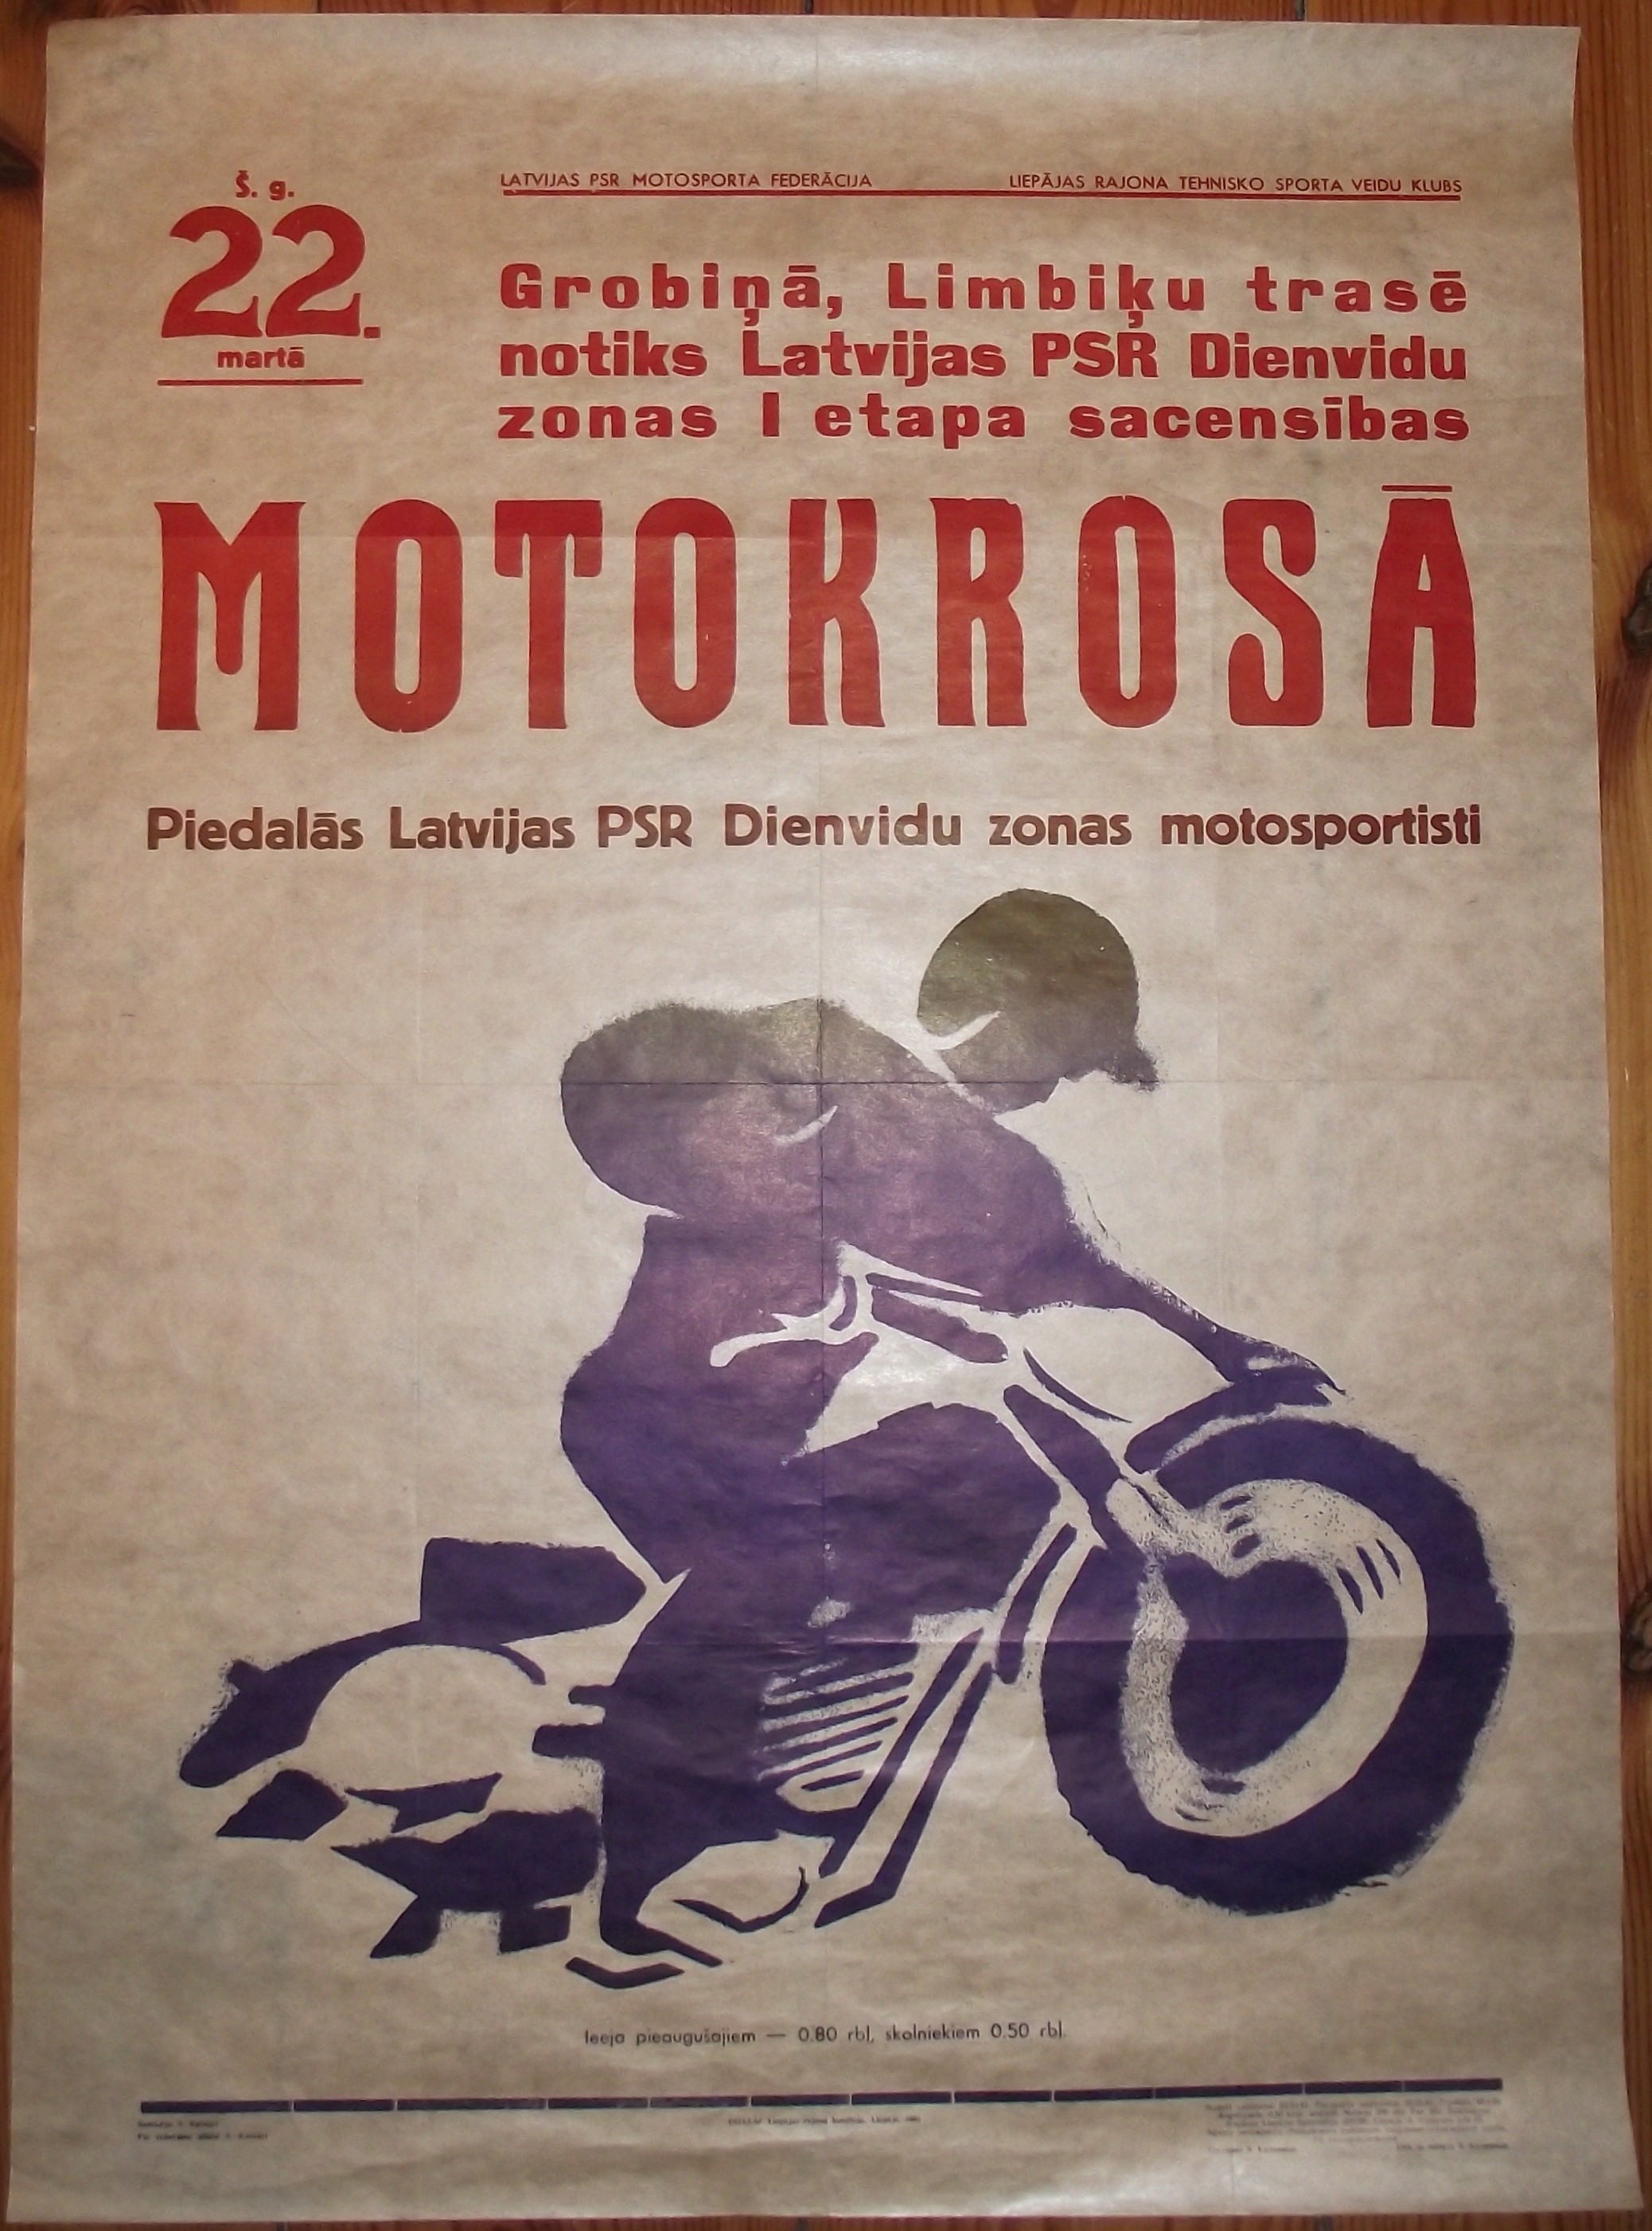 Š. g.
22.
martā
LATVIJAS PSR MOTOSPORTA FEDERĀCIJA
LIEPĀJAS RAJONA TEHNISKO SPORTA VEIDU KLUBS
Grobiņā, Limbiķu trasē
notiks Latvijas PSR Dienvidu
zonas I etapa sacensības
MOTOKROSĀ
Piedalās Latvijas PSR Dienvidu zonas motosportisti
Ieeja pieaugušajiem — 0.80 rbl, skolniekiem 0.50 rbl.